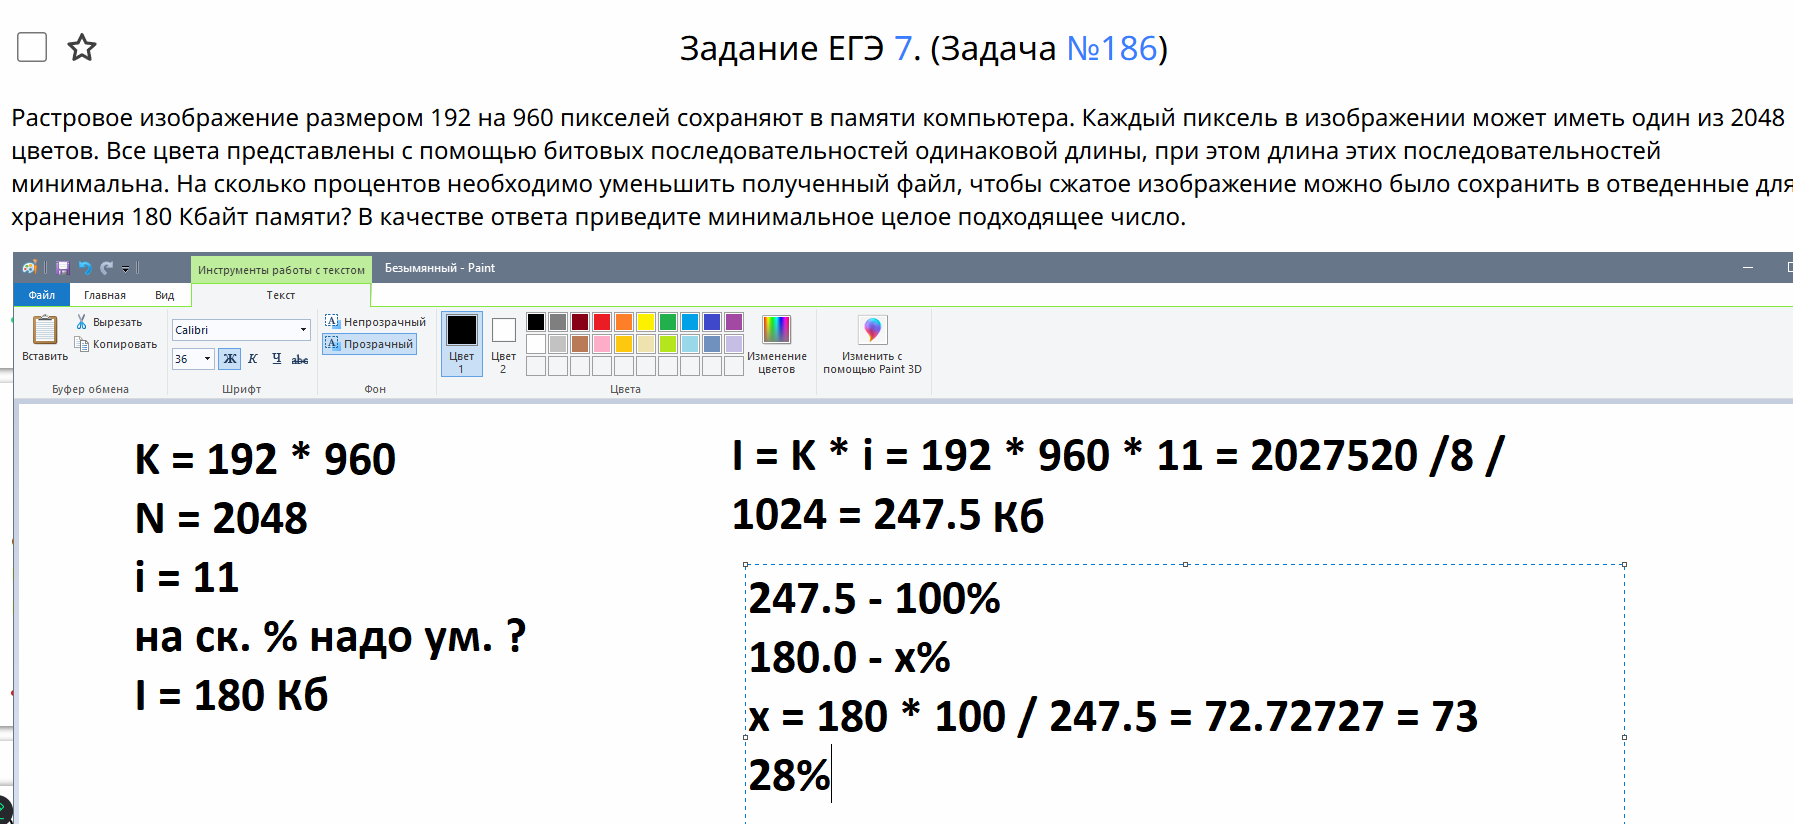 Задание ЕГЭ 7. (Задача №186)
Растровое изображение размером 192 на 960 пикселей сохраняют в памяти компьютера. Каждый пиксель в изображении может иметь один из 2048
цветов. Все цвета представлены с помощью битовых последовательностей одинаковой длины, при этом длина этих последовательностей
минимальна. На сколько процентов необходимо уменьшить полученный файл, чтобы сжатое изображение можно было сохранить в отведенные для
хранения 180 Кбайт памяти? В качестве ответа приведите минимальное целое подходящее число.
Инструменты работы с текстом
Безымянный - Paint
Файл Главная Вид Текст
Вставить
Вырезать
Копировать
Буфер обмена
Calibri
36 Ж К Ч abc
Шрифт
Непрозрачный
Прозрачный
Фон
Цвет
1
Цвет
2
Цвета
Изменение
цветов
Изменить с
помощью Paint 3D
K = 192 * 960
N = 2048
i = 11
на ск. % надо ум. ?
I = 180 Кб
I = K * i = 192 * 960 * 11 = 2027520 /8 /
1024 = 247.5 Кб
247.5 - 100%
180.0 - x%
x = 180 * 100 / 247.5 = 72.72727 = 73
28%